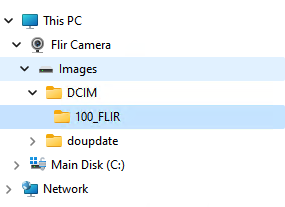 This PC
Flir Camera
Images
DCIM
100_FLIR
doupdate
Main Disk (C:)
Network